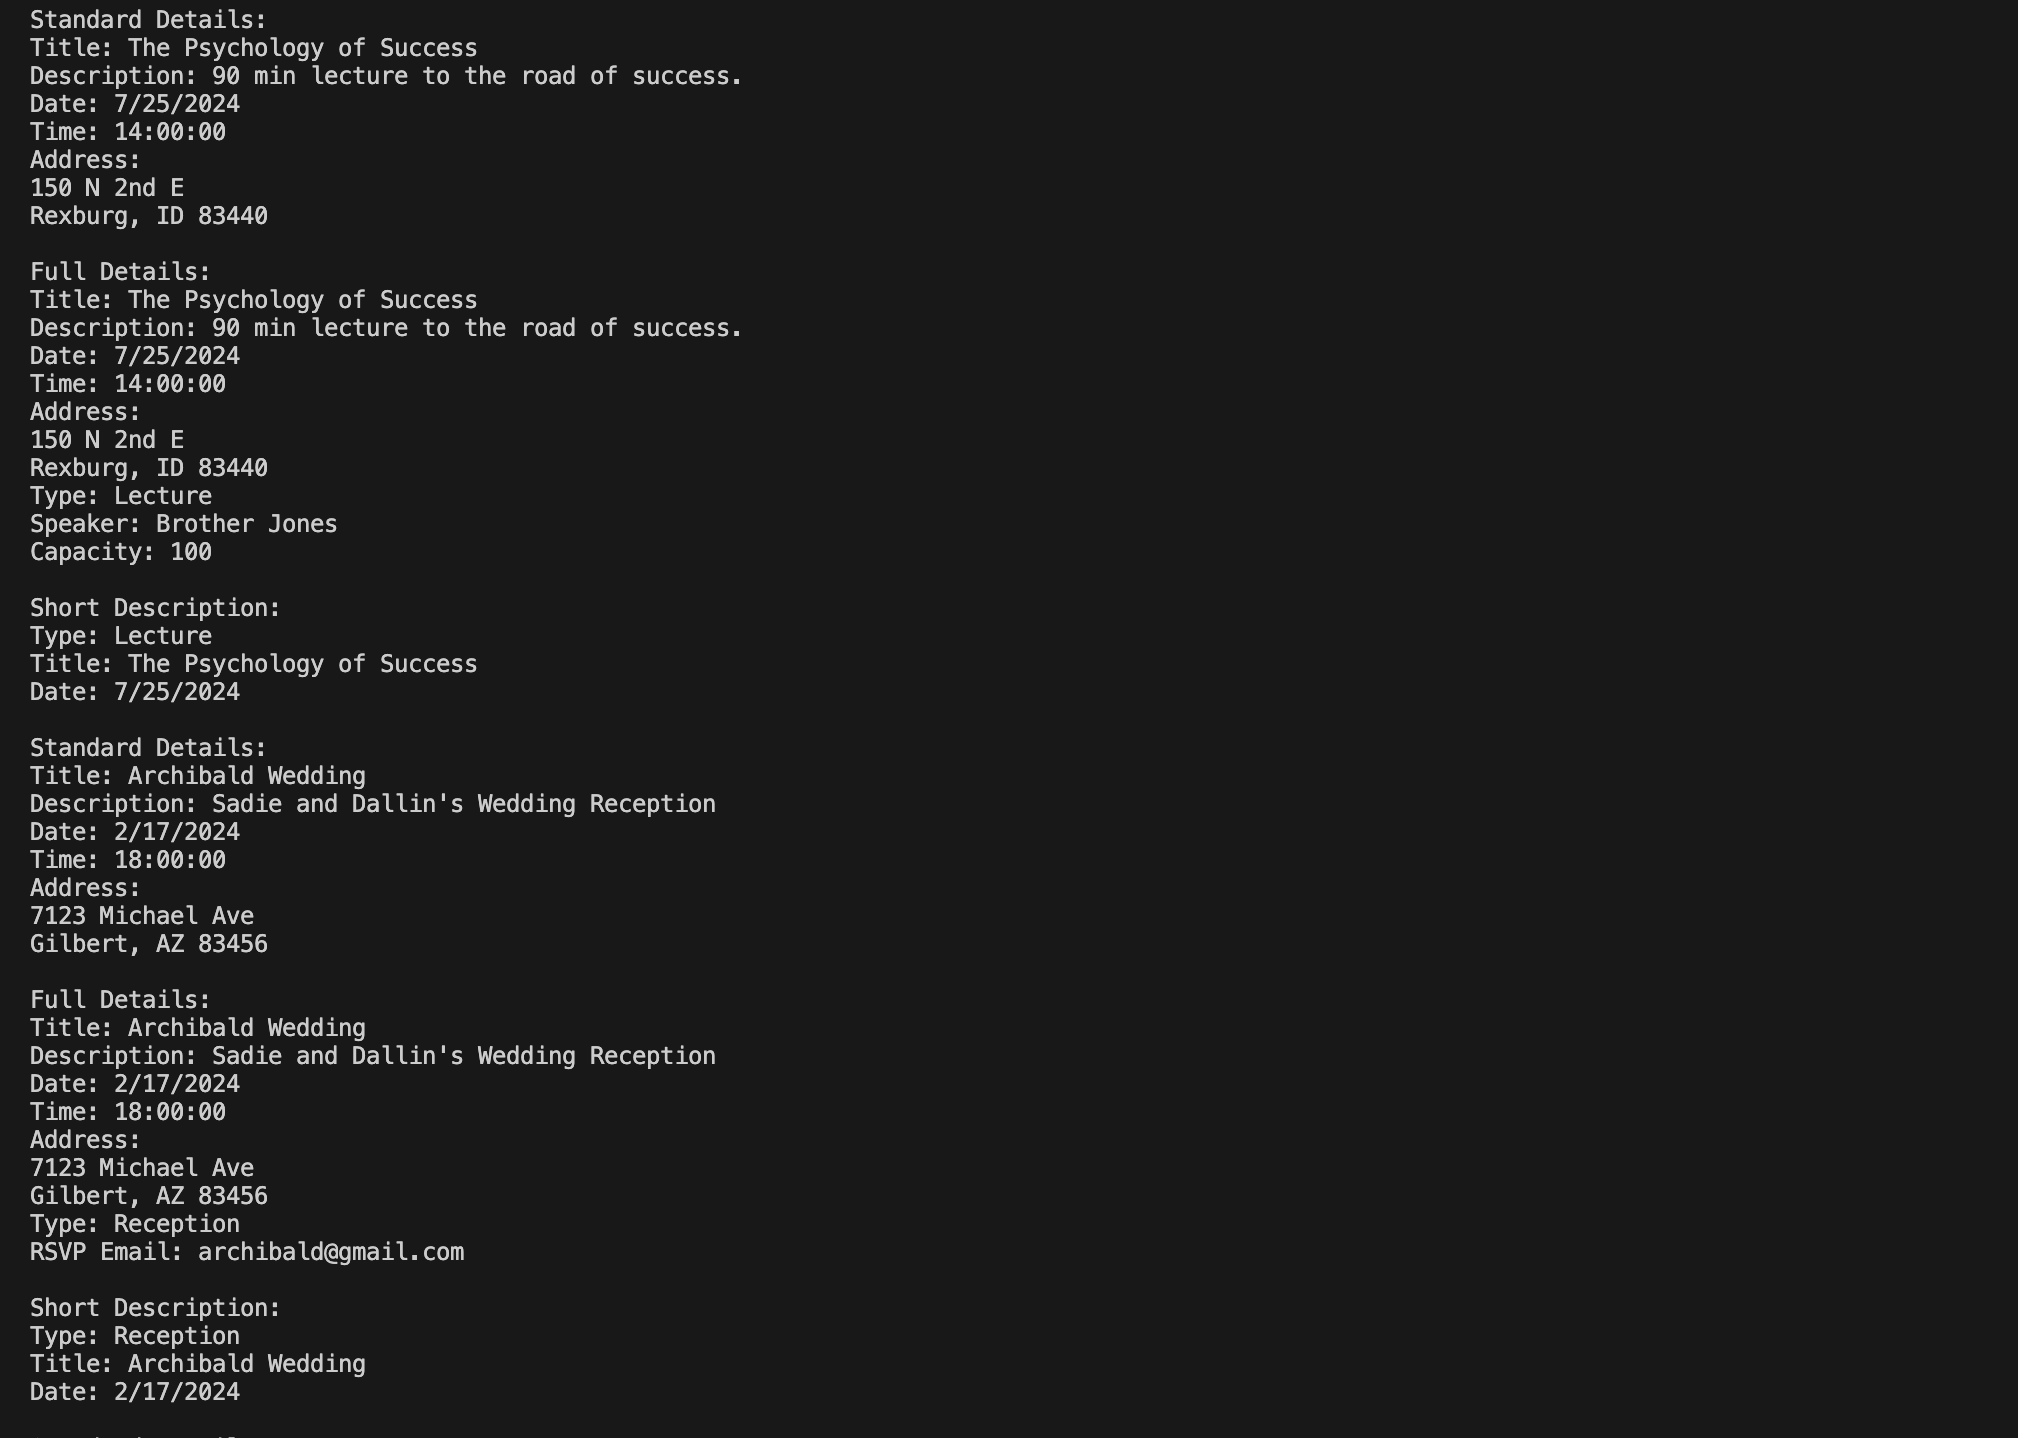 Standard Details:
Title: The Psychology of Success
Description: 90 min lecture to the road of success.
Date: 7/25/2024
Time: 14:00:00
Address:
150 N 2nd E
Rexburg, ID 83440
Full Details:
Title: The Psychology of Success
Description: 90 min lecture to the road of success.
Date: 7/25/2024
Time: 14:00:00
Address:
150 N 2nd E
Rexburg, ID 83440
Type: Lecture
Speaker: Brother Jones
Capacity: 100
Short Description:
Type: Lecture
Title: The Psychology of Success
Date: 7/25/2024
Standard Details:
Title: Archibald Wedding
Description: Sadie and Dallin's Wedding Reception
Date: 2/17/2024
Time: 18:00:00
Address:
7123 Michael Ave
Gilbert, AZ 83456
Full Details:
Title: Archibald Wedding
Description: Sadie and Dallin's Wedding Reception
Date: 2/17/2024
Time: 18:00:00
Address:
7123 Michael Ave
Gilbert, AZ 83456
Type: Reception
RSVP Email: archibald@gmail.com
Short Description:
Type: Reception
Title: Archibald Wedding
Date: 2/17/2024